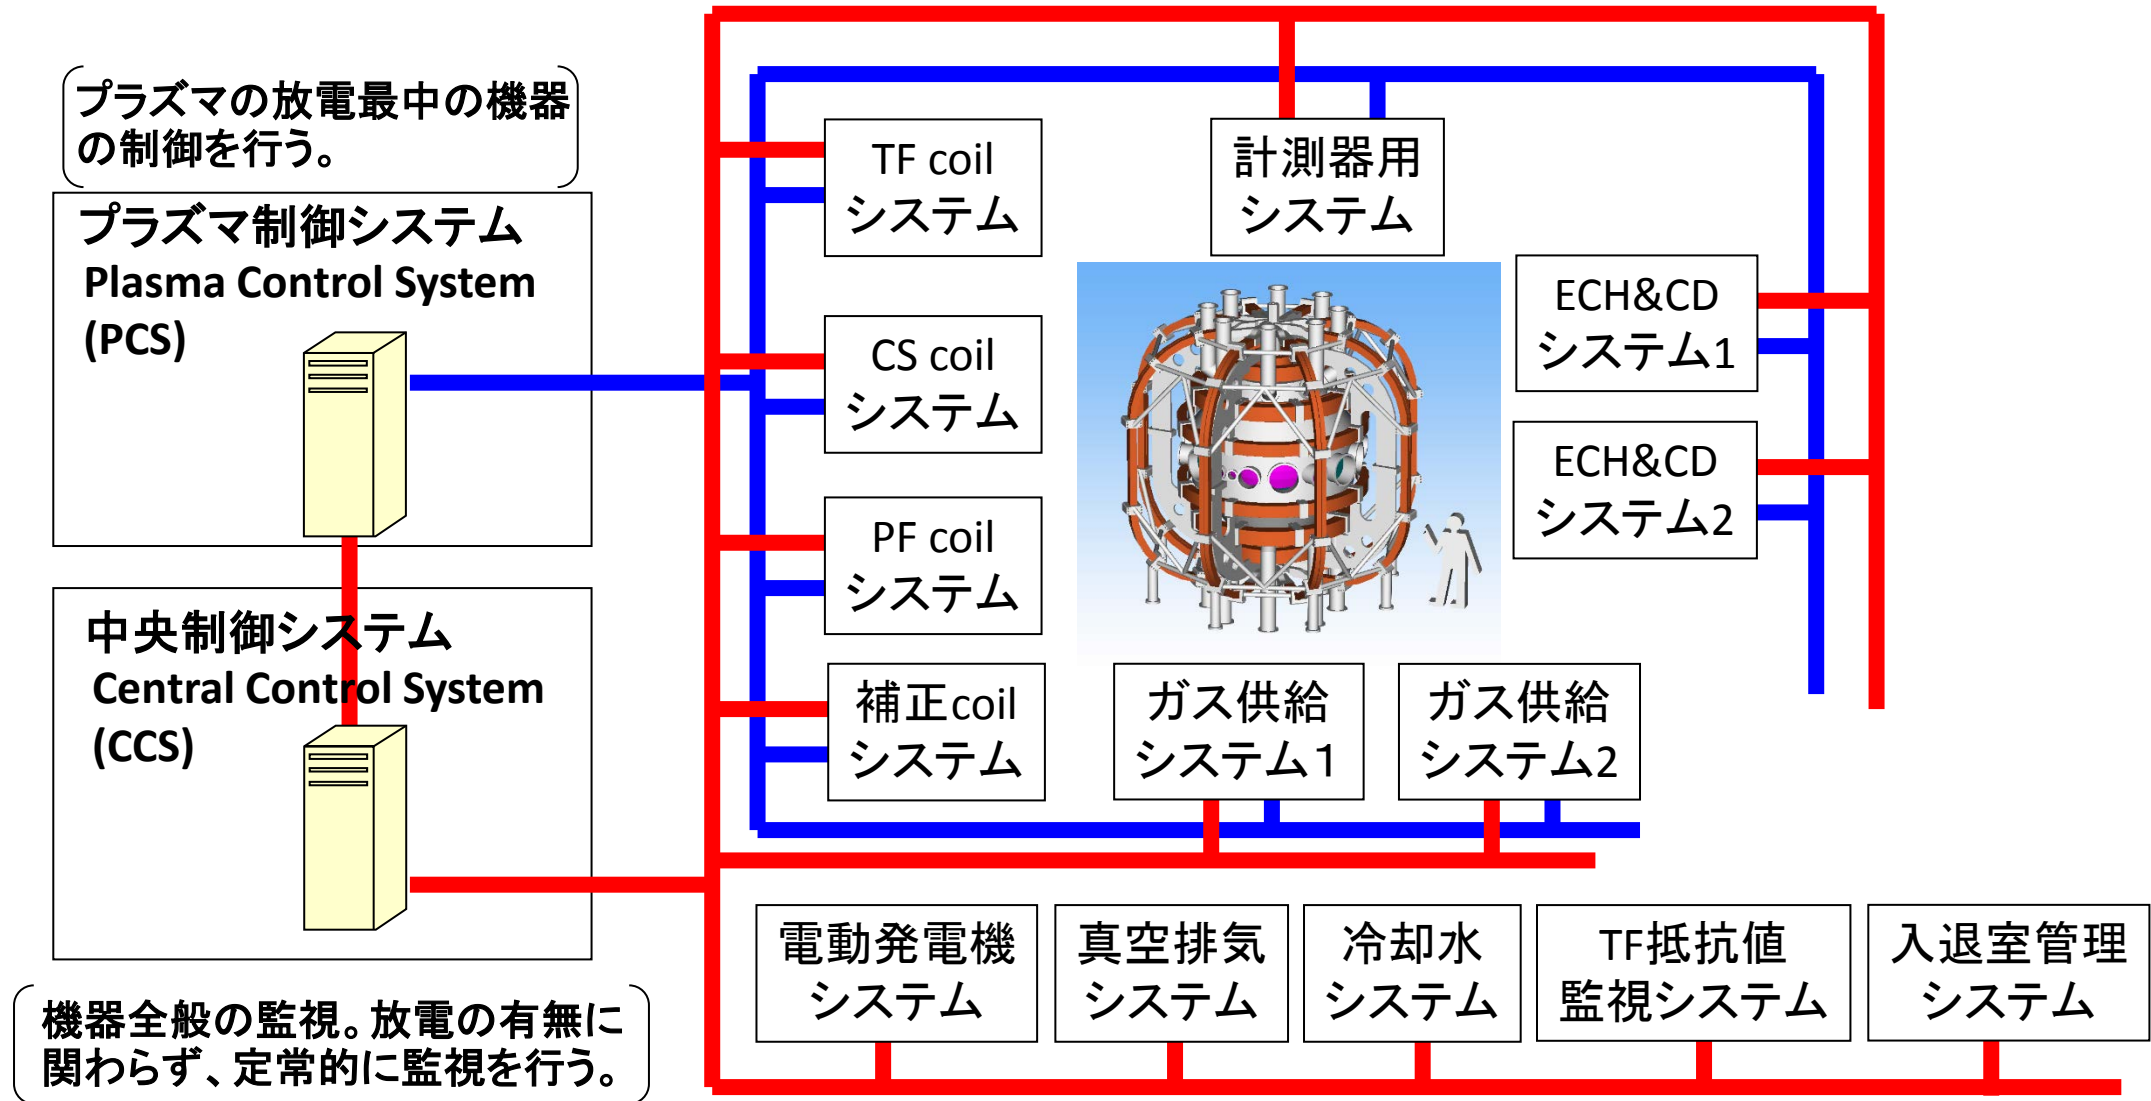 プラズマの放電最中の機器
の制御を行う。
プラズマ制御システム
Plasma Control System
(PCS)
中央制御システム
Central Control System
(CCS)
機器全般の監視。放電の有無に
関わらず、定常的に監視を行う。
TF coil
システム
CS coil
システム
PF coil
システム
補正coil
システム
計測器用
システム
ECH&CD
システム1
ECH&CD
システム2
ガス供給
システム1
ガス供給
システム2
電動発電機
システム
真空排気
システム
冷却水
システム
TF抵抗値
監視システム
入退室管理
システム